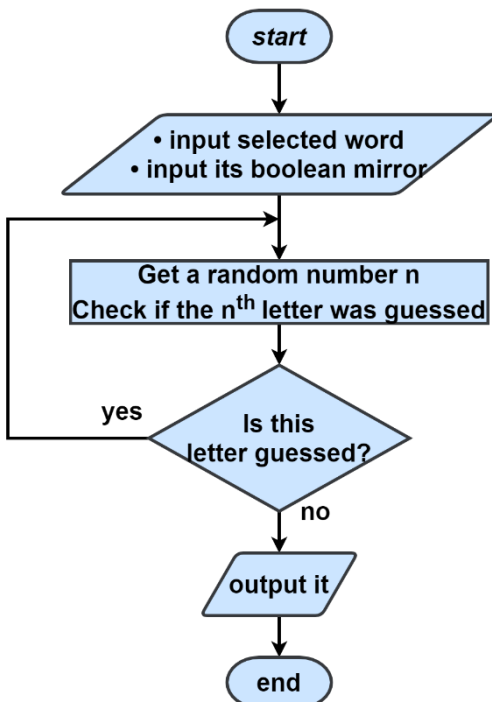 start
• input selected word
• input its boolean mirror
Get a random number n
Check if the nth letter was guessed
Is this
letter guessed?
yes
no
output it
end